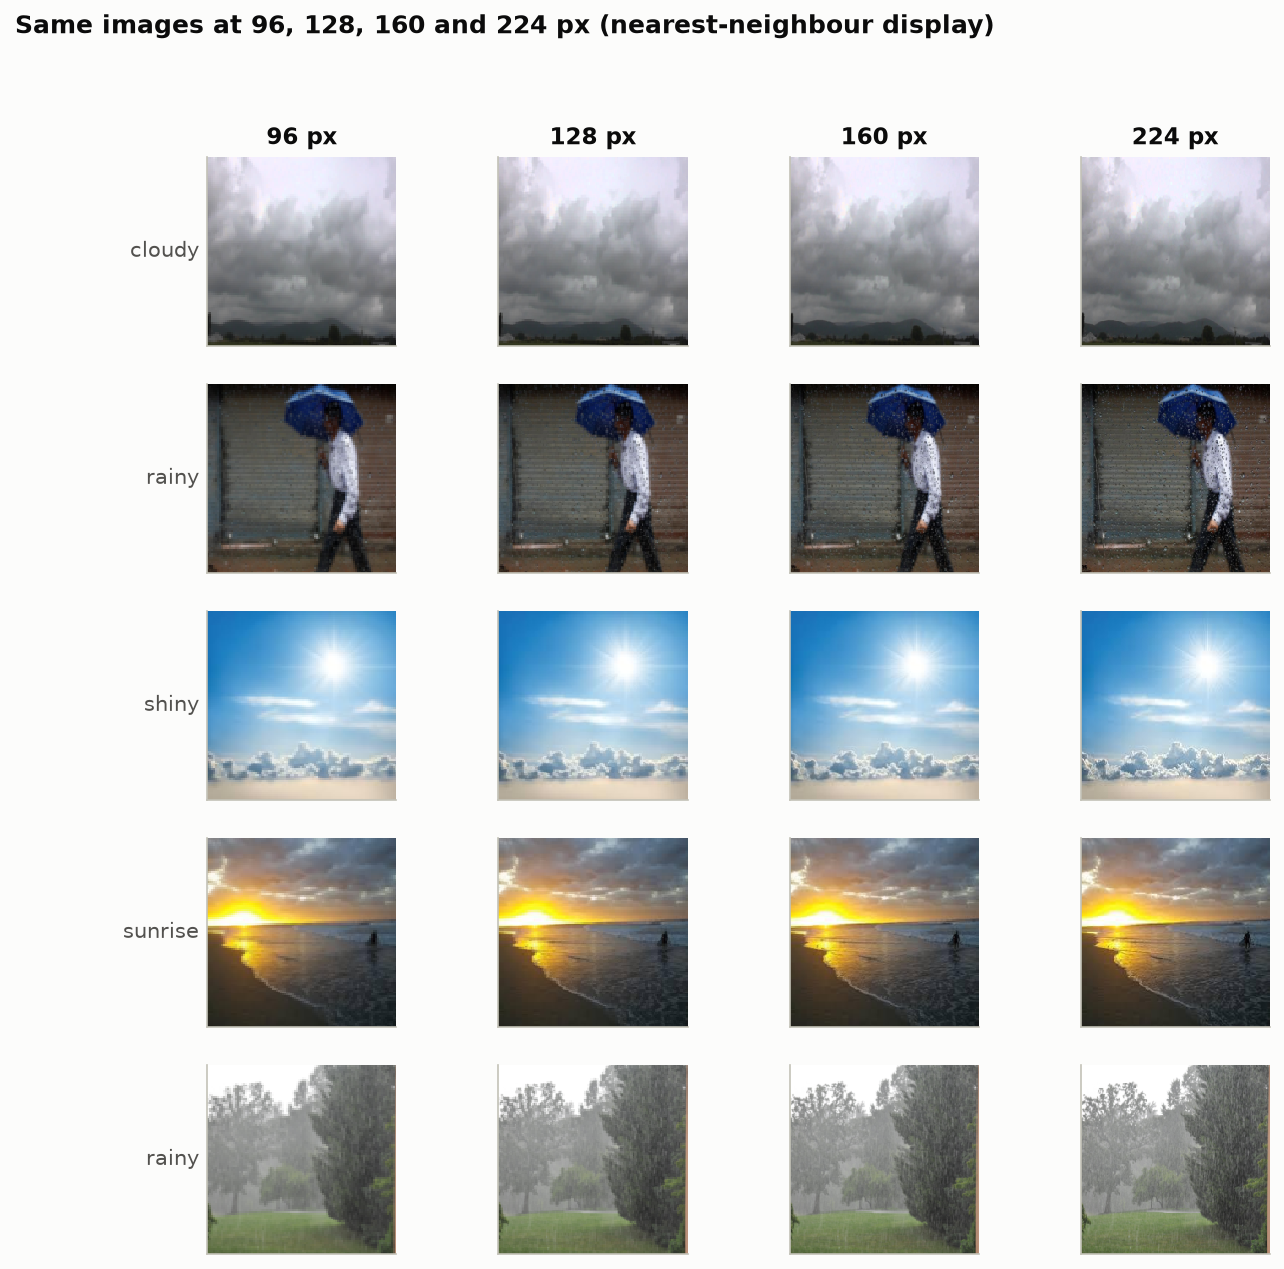 Same images at 96, 128, 160 and 224 px (nearest-neighbour display)
96 px 128 px 160 px 224 px
cloudy
rainy
shiny
sunrise
rainy